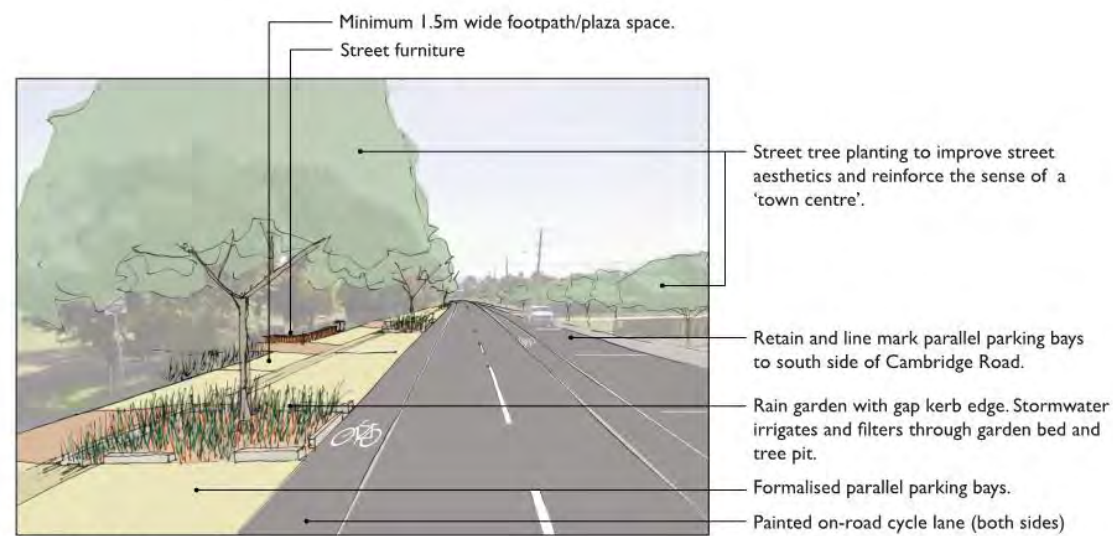 Minimum 1.5m wide footpath/plaza space.
Street furniture
Street tree planting to improve street
aesthetics and reinforce the sense of a
‘town centre’.
Retain and line mark parallel parking bays
to south side of Cambridge Road.
Rain garden with gap kerb edge. Stormwater
irrigates and filters through garden bed and
tree pit.
Formalised parallel parking bays.
Painted on-road cycle lane (both sides)